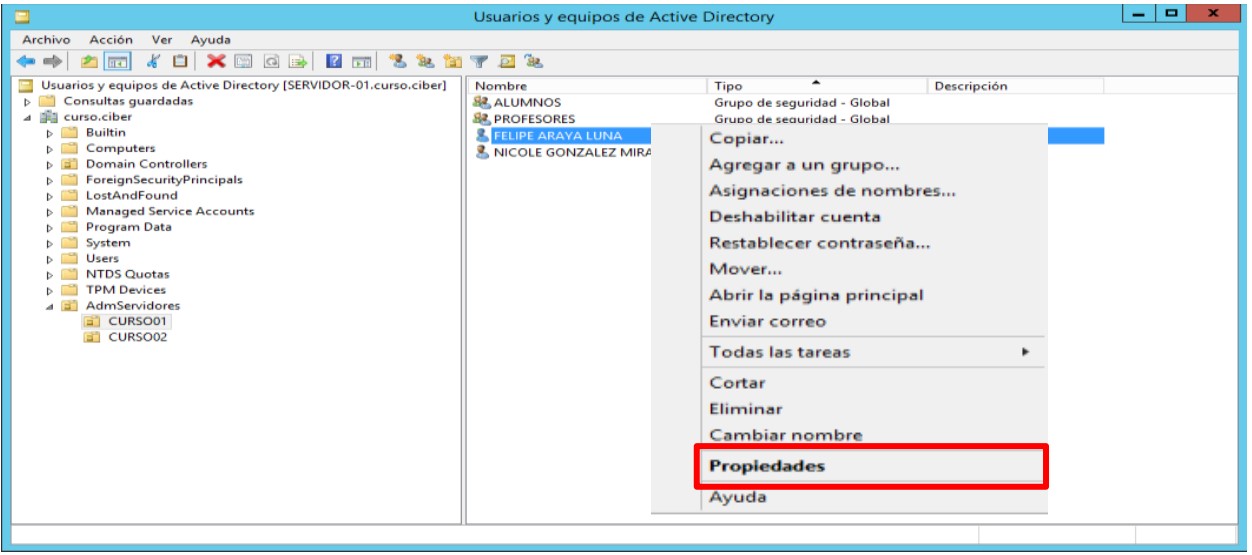 Usuarios y equipos de Active Directory
Archivo Acción Ver Ayuda
Usuarios y equipos de Active Directory [SERVIDOR-01.curso.ciber]
Consultas guardadas
curso.ciber
Builtin
Computers
Domain Controllers
ForeignSecurityPrincipals
LostAndFound
Managed Service Accounts
Program Data
System
Users
NTDS Quotas
TPM Devices
AdmServidores
CURSO01
CURSO02
Nombre Tipo Descripción
ALUMNOS Grupo de seguridad - Global
PROFESORES Grupo de seguridad - Global
FELIPE ARAYA LUNA
NICOLE GONZALEZ MIRA
Copiar...
Agregar a un grupo...
Asignaciones de nombres...
Deshabilitar cuenta
Restablecer contraseña...
Mover...
Abrir la página principal
Enviar correo
Todas las tareas
Cortar
Eliminar
Cambiar nombre
Propiedades
Ayuda